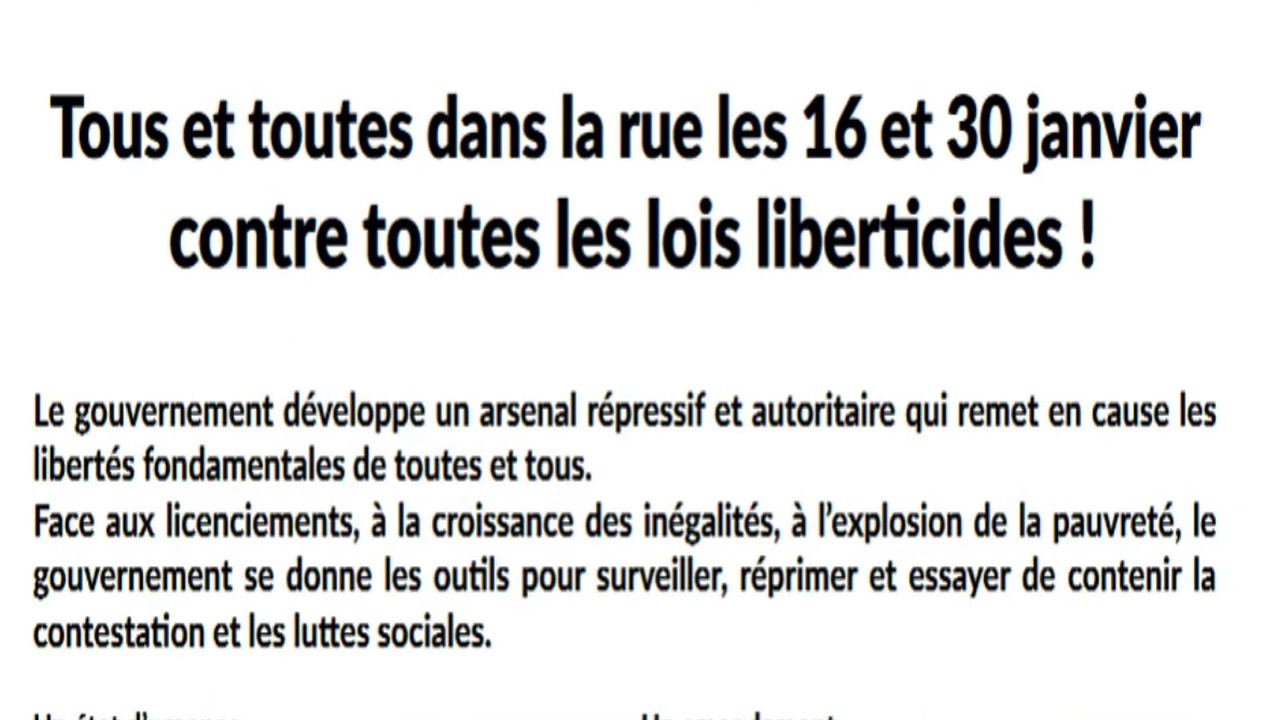 Tous et toutes dans la rue les 16 et 30 janvier
contre toutes les lois liberticides !
Le gouvernement développe un arsenal répressif et autoritaire qui remet en cause les
libertés fondamentales de toutes et tous.
Face aux licenciements, à la croissance des inégalités, à l’explosion de la pauvreté, le
gouvernement se donne les outils pour surveiller, réprimer et essayer de contenir la
contestation et les luttes sociales.